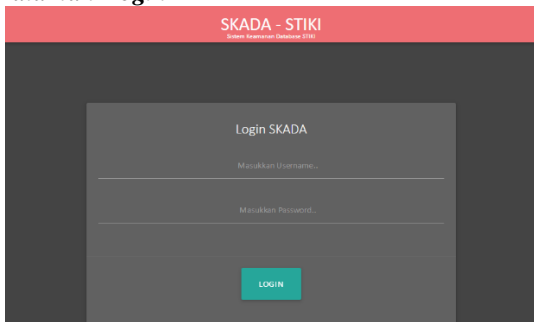 SKADA - STIKI
Sistem Keamanan Database STIKI
Login SKADA
Masukkan Username...
Masukkan Password...
LOGIN